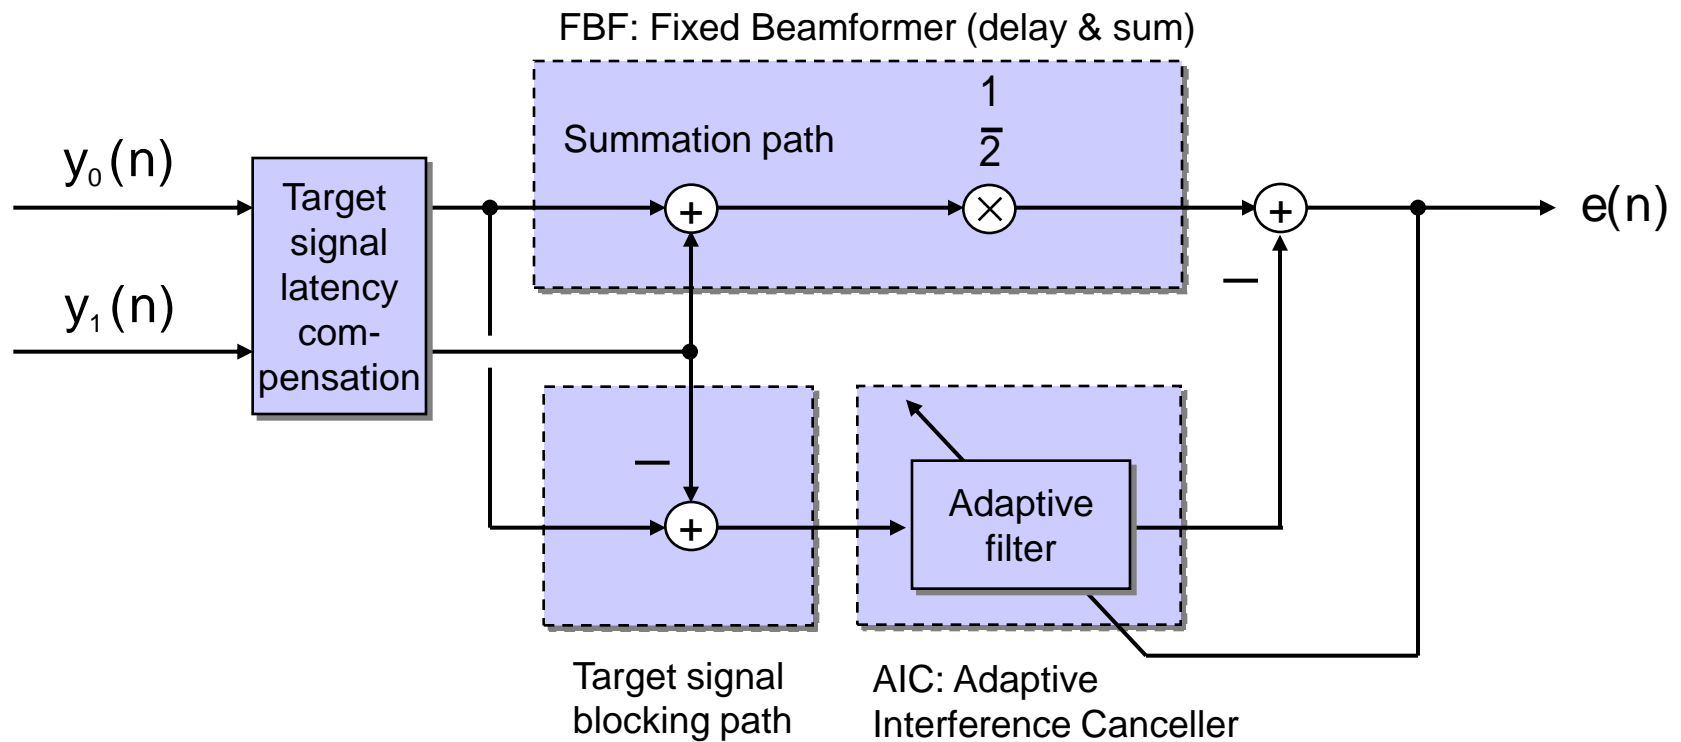 FBF: Fixed Beamformer (delay & sum)
Summation path
1
2
y₀(n)
y₁(n)
Target
signal
latency
com-
pensation
+
×
+
e(n)
−
−
+
Adaptive
filter
Target signal
blocking path
AIC: Adaptive
Interference Canceller